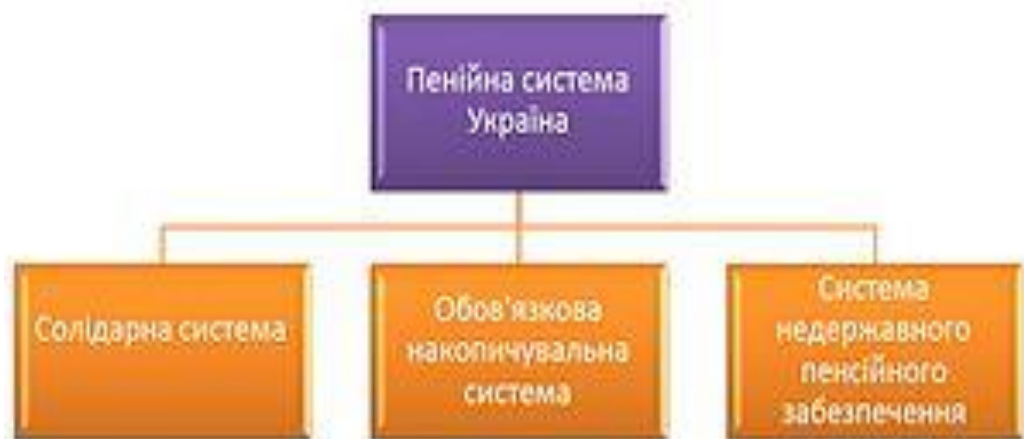 Пенійна система
Україна
Солідарна система
Обов'язкова
накопичувальна
система
Система
недержавного
пенсійного
забезпечення